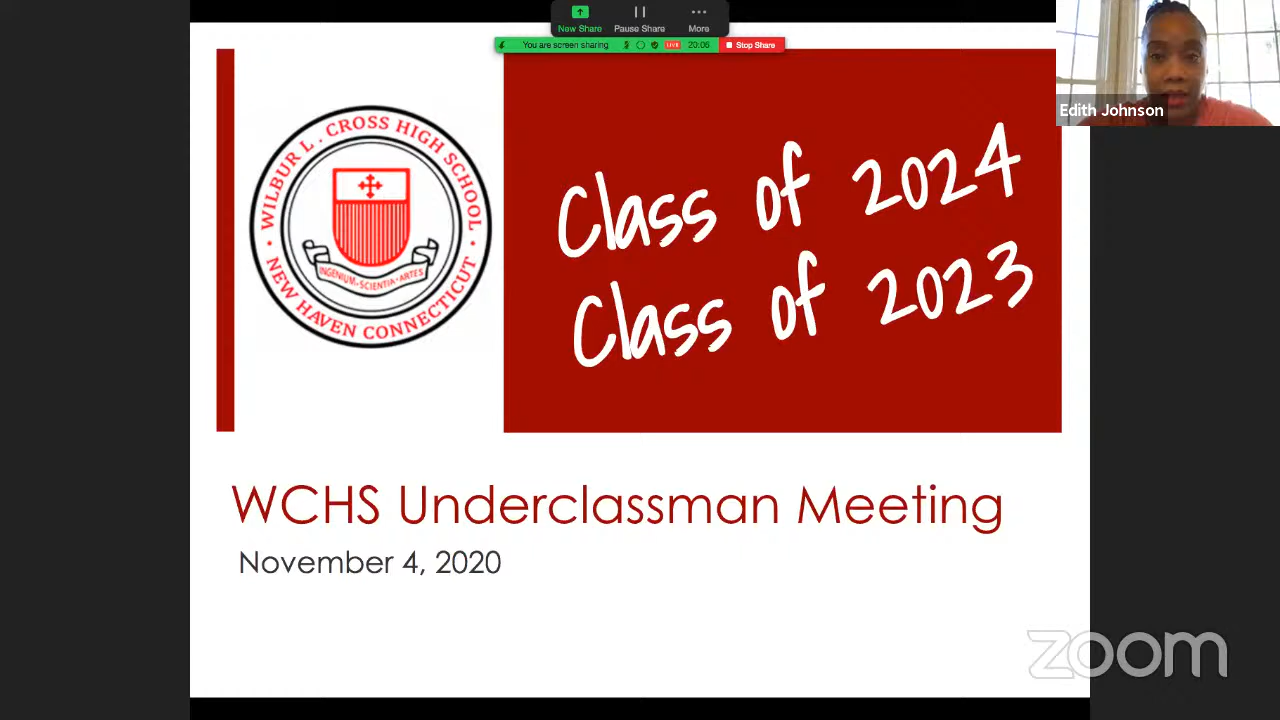 New Share
Pause Share
More
You are screen sharing
LIVE
20:06
Stop Share
Edith Johnson
WILBUR L. CROSS HIGH SCHOOL
NEW HAVEN CONNECTICUT
INGENIUM-SCIENTIA-ARTES
Class of 2024
Class of 2023
WCHS Underclassman Meeting
November 4, 2020
zoom